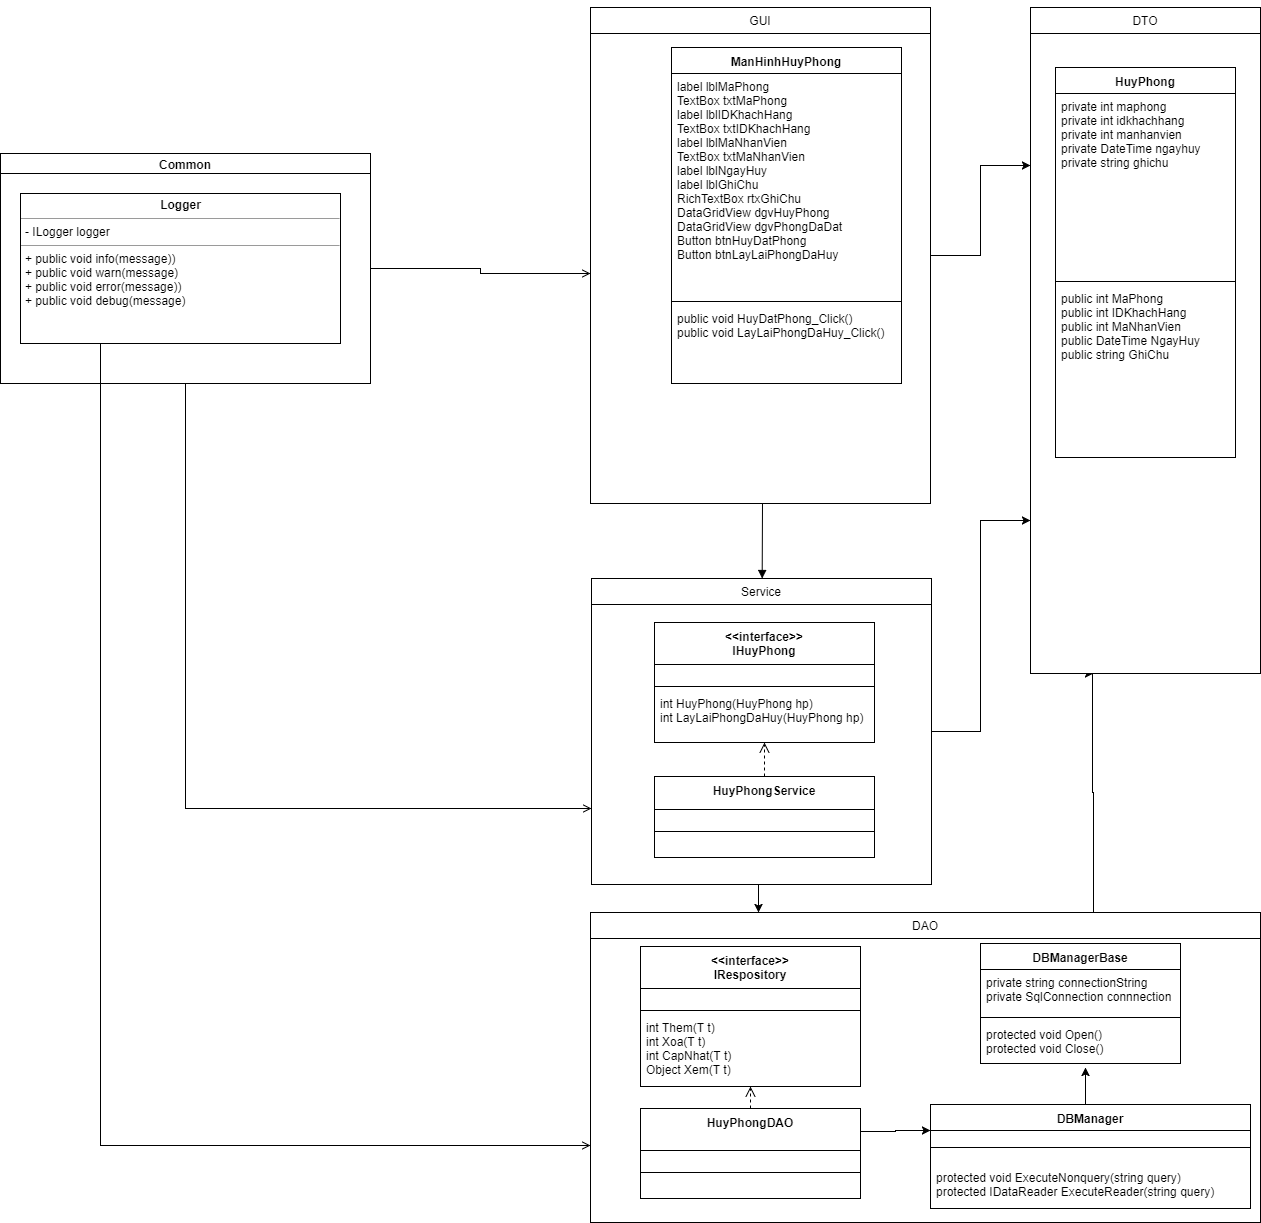 Common
Logger
- ILogger logger
+ public void info(message))
+ public void warn(message)
+ public void error(message))
+ public void debug(message)
GUI
ManHinhHuyPhong
label lblMaPhong
TextBox txtMaPhong
label lblIDKhachHang
TextBox txtIDKhachHang
label lblMaNhanVien
TextBox txtMaNhanVien
label lblNgayHuy
label lblGhiChu
RichTextBox rtxGhiChu
DataGridView dgvHuyPhong
DataGridView dgvPhongDaDat
Button btnHuyDatPhong
Button btnLayLaiPhongDaHuy
public void HuyDatPhong_Click()
public void LayLaiPhongDaHuy_Click()
DTO
HuyPhong
private int maphong
private int idkhachhang
private int manhanvien
private DateTime ngayhuy
private string ghichu
public int MaPhong
public int IDKhachHang
public int MaNhanVien
public DateTime NgayHuy
public string GhiChu
Service
<<interface>>
IHuyPhong
int HuyPhong(HuyPhong hp)
int LayLaiPhongDaHuy(HuyPhong hp)
HuyPhongService
DAO
<<interface>>
IRespository
int Them(T t)
int Xoa(T t)
int CapNhat(T t)
Object Xem(T t)
HuyPhongDAO
DBManagerBase
private string connectionString
private SqlConnection connnection
protected void Open()
protected void Close()
DBManager
protected void ExecuteNonquery(string query)
protected IDataReader ExecuteReader(string query)